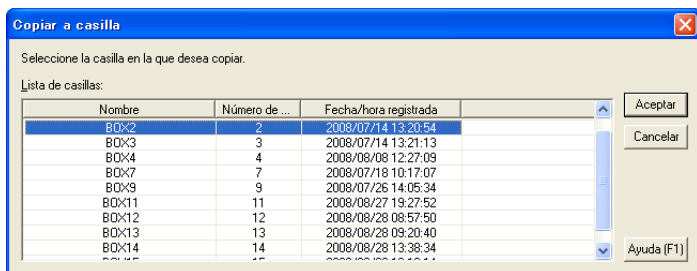 Copiar a casilla
Seleccione la casilla en la que desea copiar.
Lista de casillas:
Nombre Número de ... Fecha/hora registrada
BOX2 2 2008/07/14 13:20:54
BOX3 3 2008/07/14 13:21:13
BOX4 4 2008/08/08 12:27:09
BOX7 7 2008/07/18 10:17:07
BOX9 9 2008/07/26 14:05:34
BOX11 11 2008/08/27 19:27:52
BOX12 12 2008/08/28 08:57:50
BOX13 13 2008/08/28 09:20:40
BOX14 14 2008/08/28 13:38:34
Aceptar
Cancelar
Ayuda (F1)